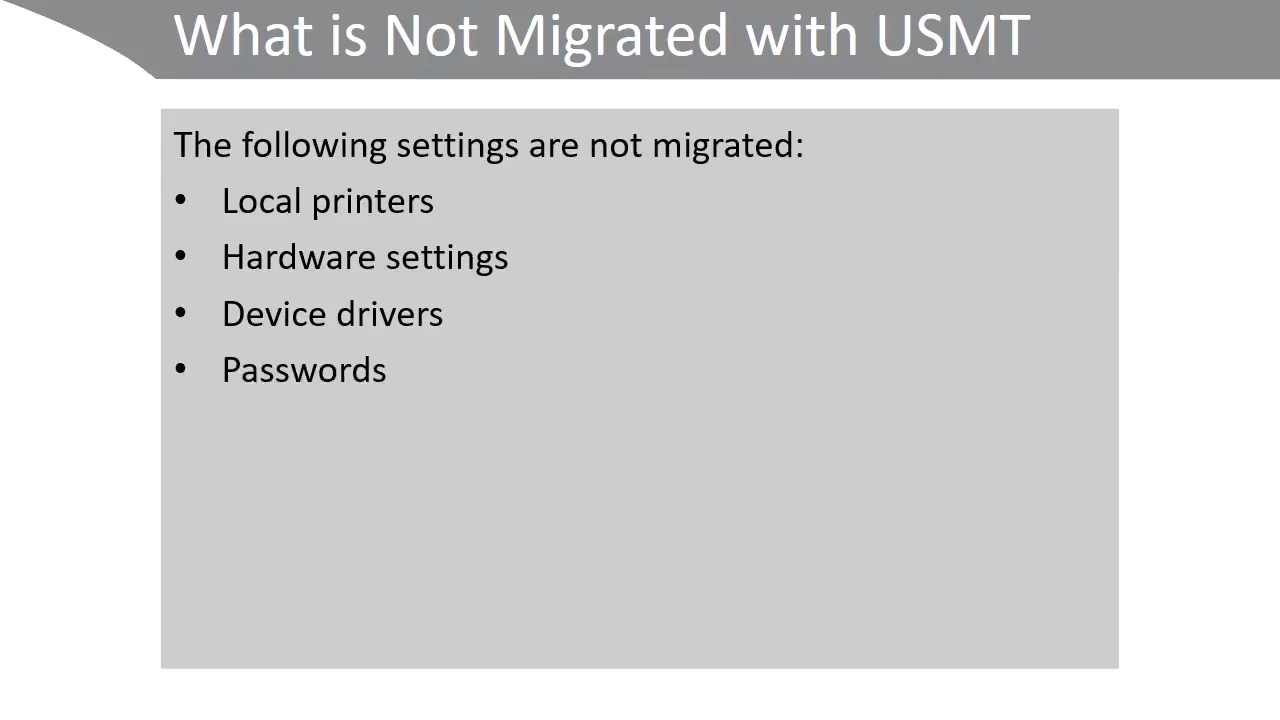 What is Not Migrated with USMT
The following settings are not migrated:
• Local printers
• Hardware settings
• Device drivers
• Passwords